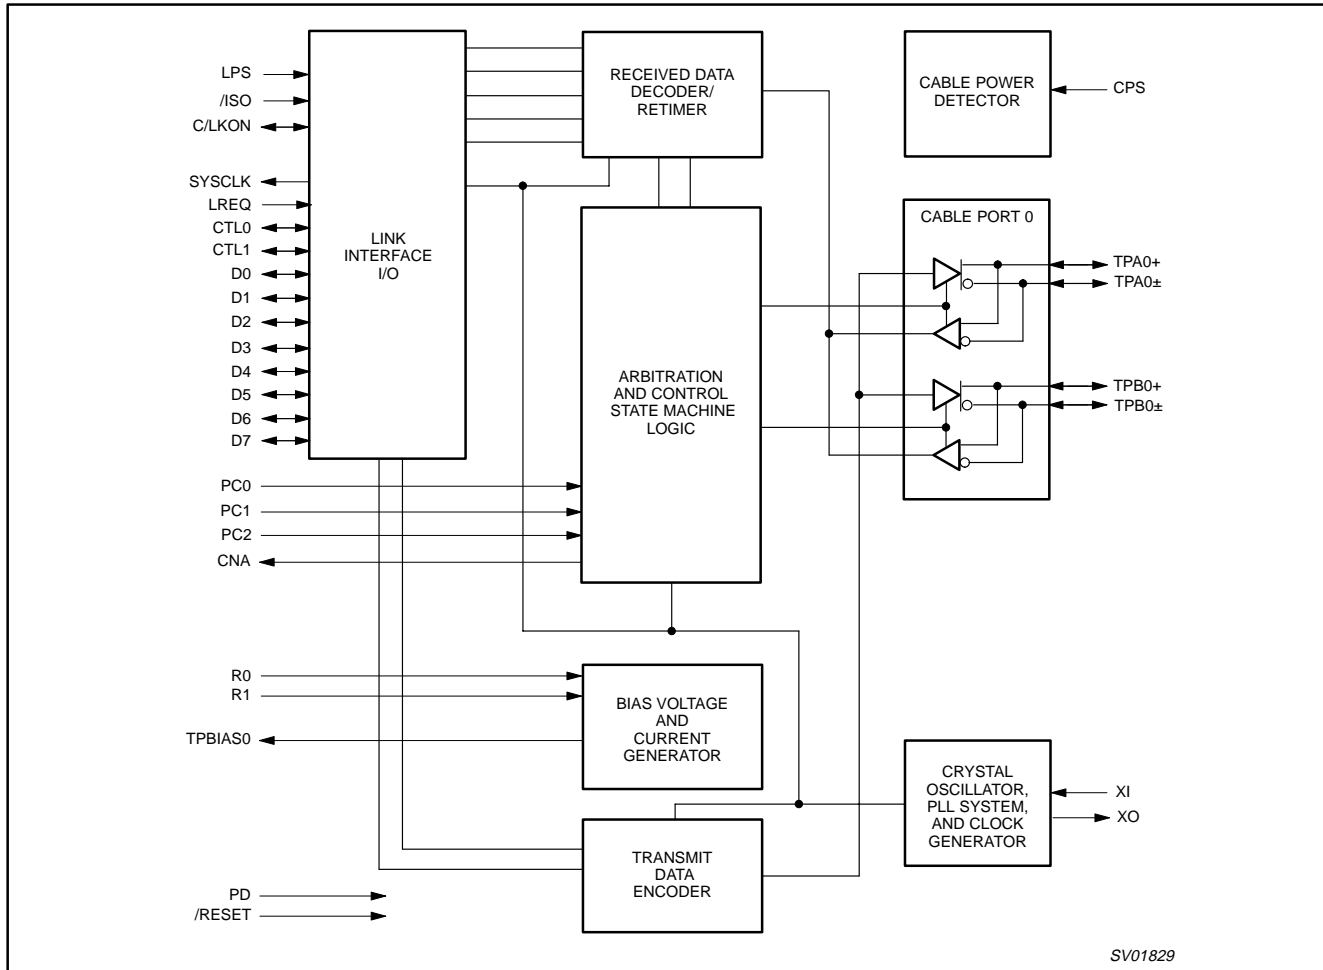 LPS
/ISO
C/LKON
SYSCLK
LREQ
CTL0
CTL1
D0
D1
D2
D3
D4
D5
D6
D7
PC0
PC1
PC2
CNA
R0
R1
TPBIAS0
PD
/RESET
LINK
INTERFACE
I/O
RECEIVED DATA
DECODER/
RETIMER
ARBITRATION
AND CONTROL
STATE MACHINE
LOGIC
BIAS VOLTAGE
AND
CURRENT
GENERATOR
TRANSMIT
DATA
ENCODER
CABLE POWER
DETECTOR
CPS
CABLE PORT 0
TPA0+
TPA0±
TPB0+
TPB0±
CRYSTAL
OSCILLATOR,
PLL SYSTEM,
AND CLOCK
GENERATOR
XI
XO
SV01829